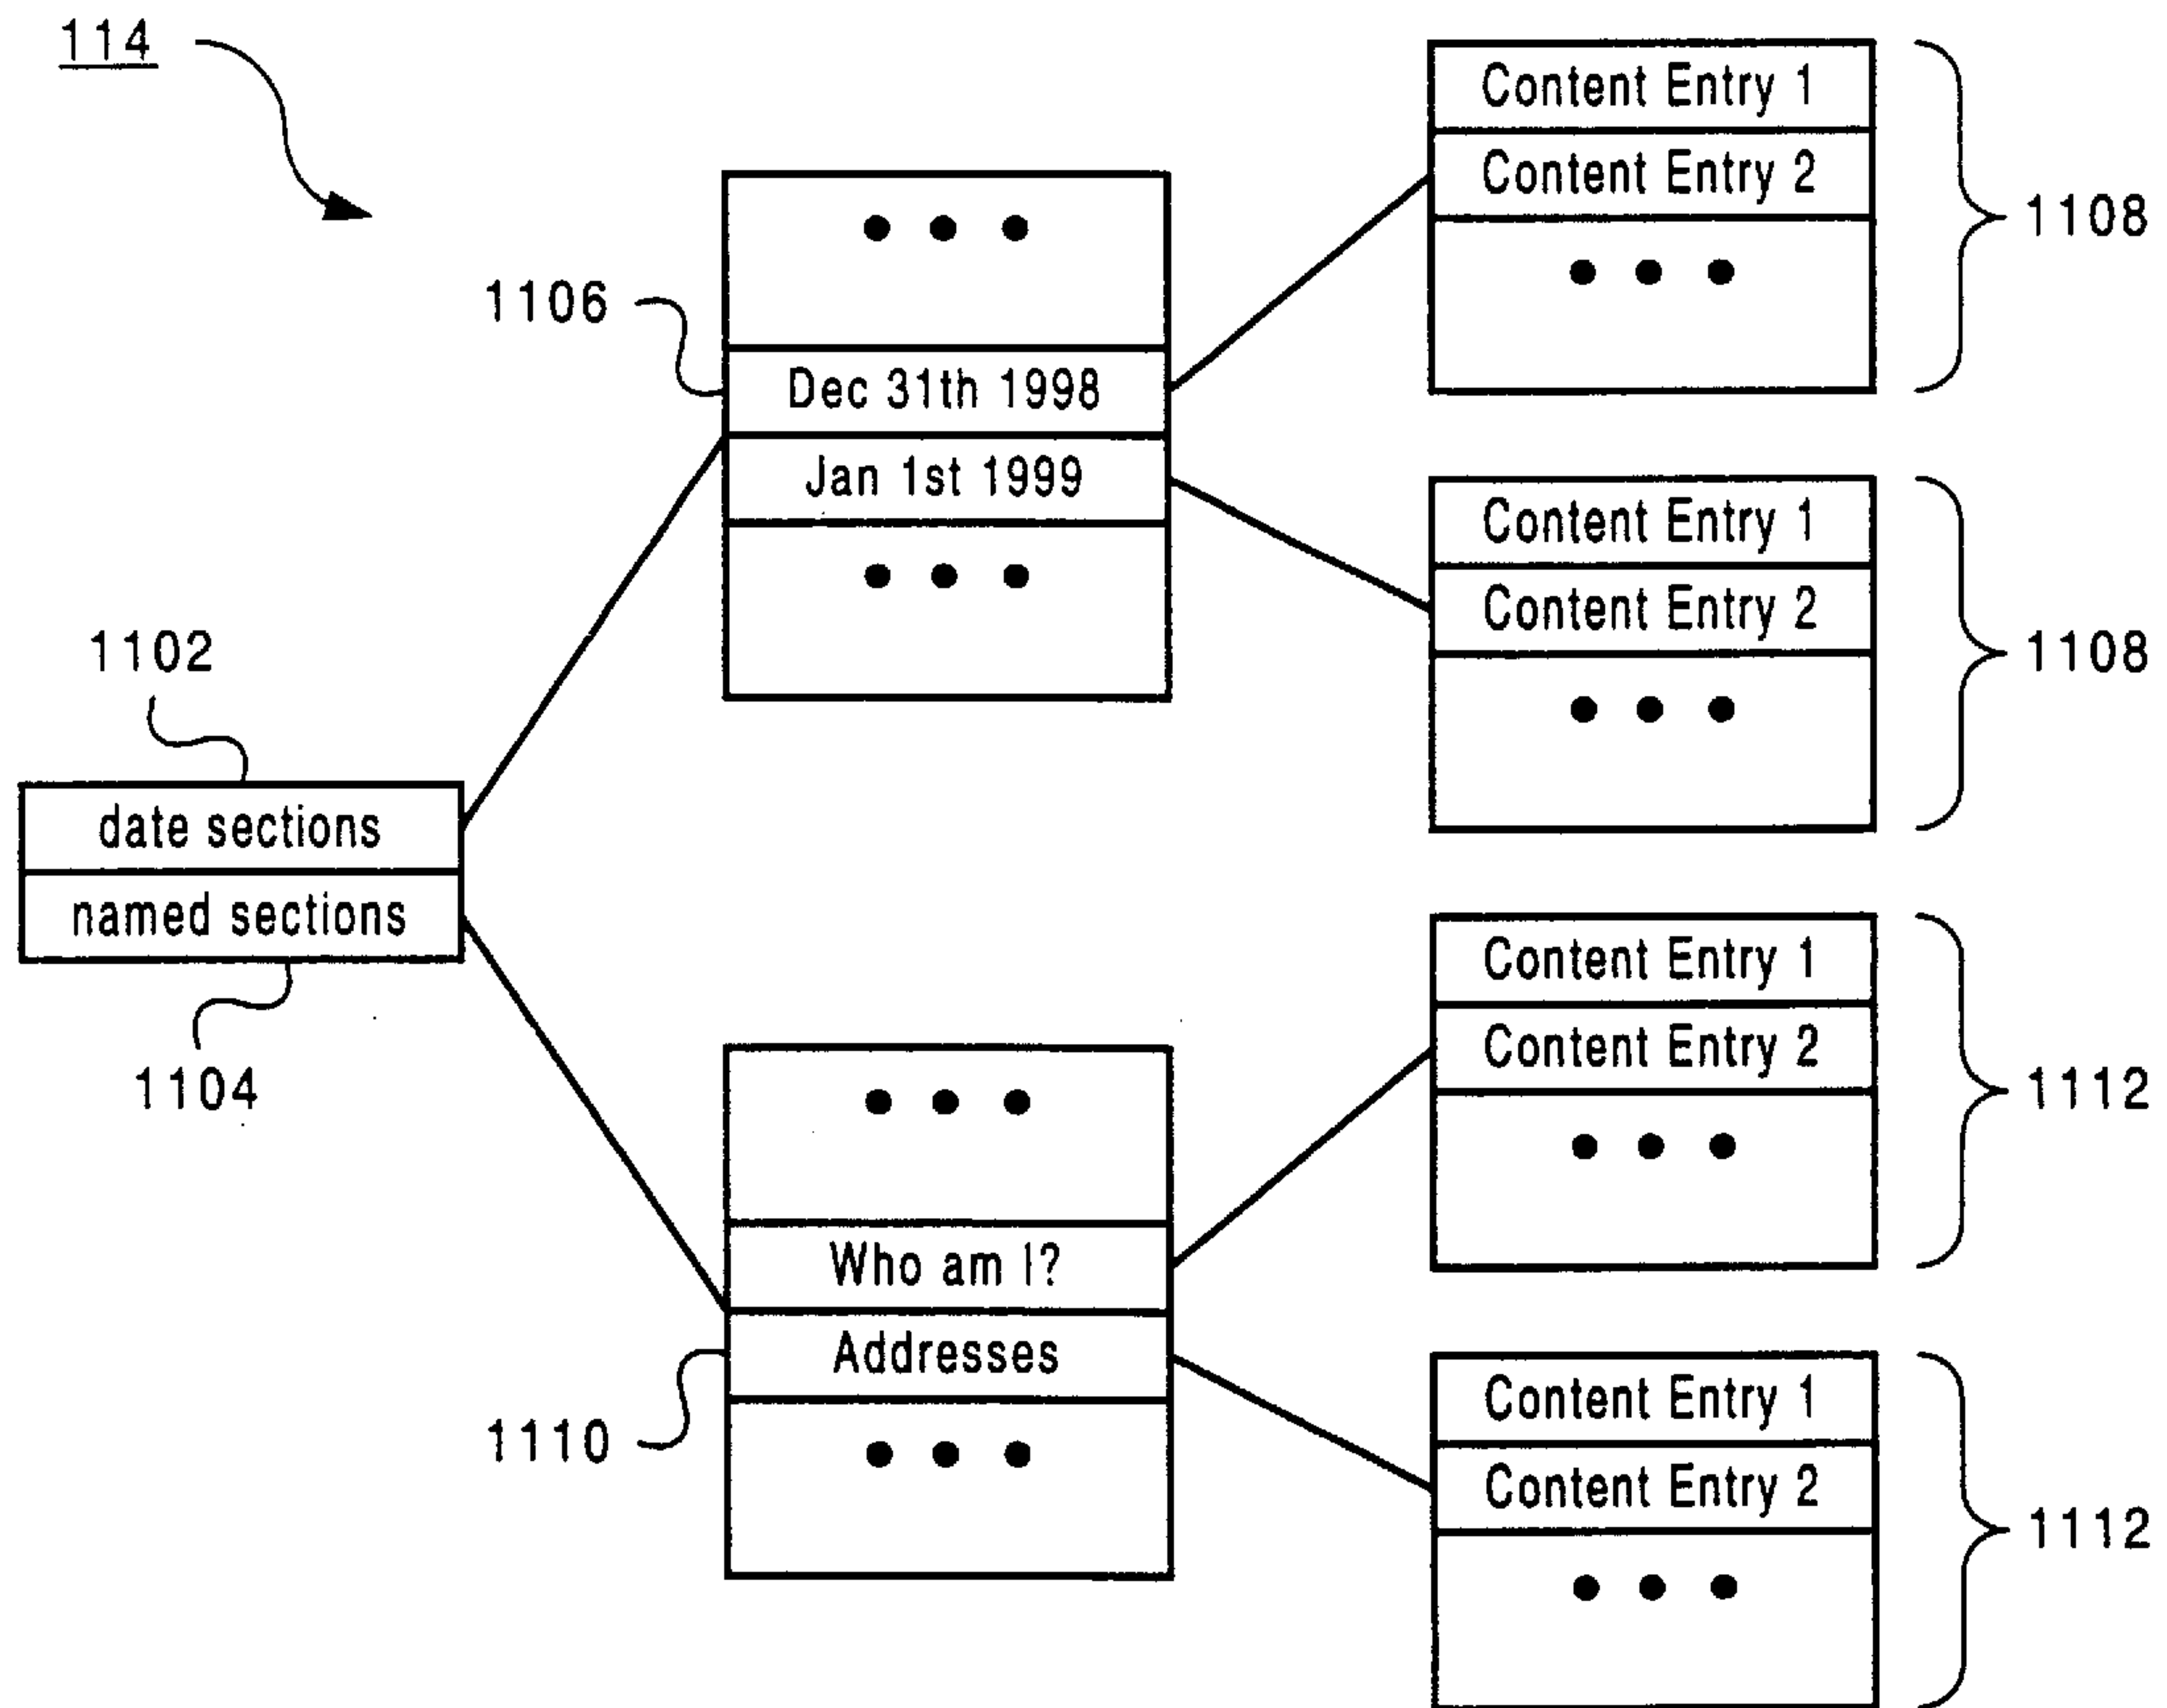 114
Content Entry 1
Content Entry 2
1108
1106
Dec 31th 1998
Jan 1st 1999
Content Entry 1
Content Entry 2
1108
1102
date sections
named sections
1104
Content Entry 1
Content Entry 2
1112
Who am I?
Addresses
1110
Content Entry 1
Content Entry 2
1112